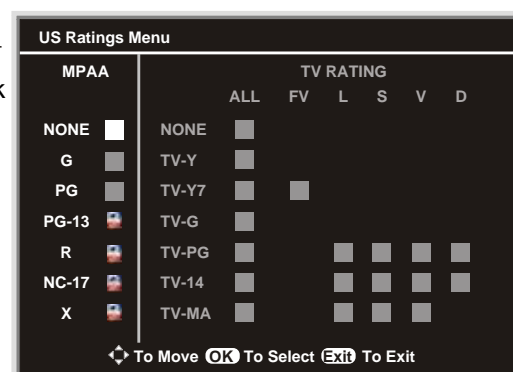 US Ratings Menu
MPAA TV RATING
ALL FV L S V D
NONE NONE
G TV-Y
PG TV-Y7
PG-13 TV-G
R TV-PG
NC-17 TV-14
X TV-MA
To Move OK To Select Exit To Exit